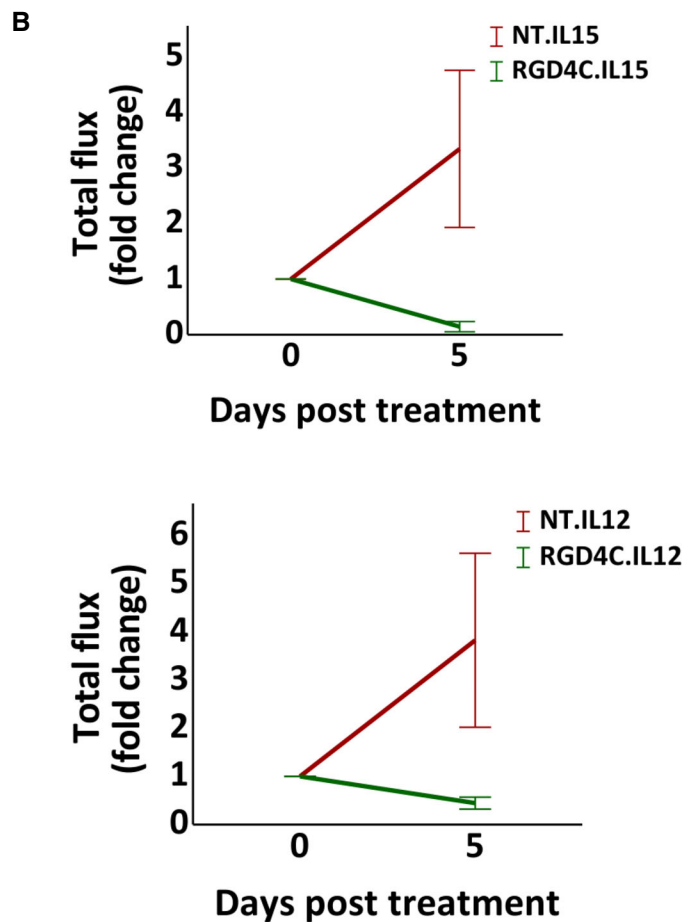 B
NT.IL15
RGD4C.IL15
Total flux
(fold change)
5
4
3
2
1
0
0 5
Days post treatment
NT.IL12
RGD4C.IL12
Total flux
(fold change)
6
5
4
3
2
1
0
0 5
Days post treatment